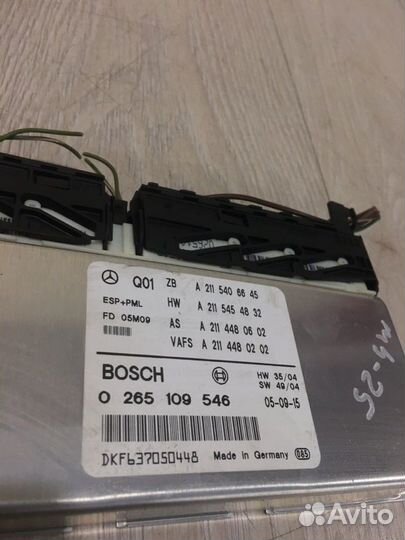 Q01 ZB A 211 540 66 45
ESP+PML HW A 211 545 48 32
FD 05M09 AS A 211 448 06 02
VAFS A 211 448 02 02
BOSCH HW 35/04
SW 49/04
0 265 109 546 05-09-15
DKF637050448 Made in Germany 085
Avito